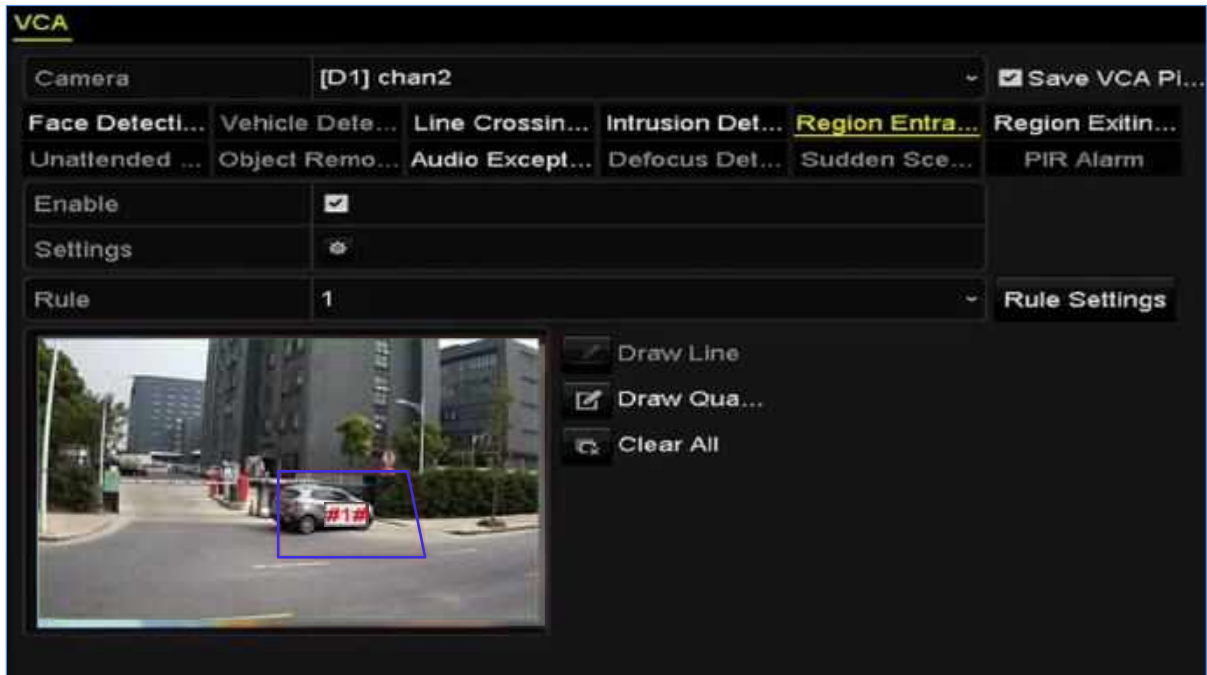 VCA
Camera [D1] chan2 Save VCA Pi...
Face Detecti... Vehicle Dete... Line Crossin... Intrusion Det... Region Entra... Region Exitin...
Unattended ... Object Remo... Audio Except... Defocus Det... Sudden Sce... PIR Alarm
Enable
Settings
Rule 1 Rule Settings
Draw Line
Draw Qua...
Clear All
#1#